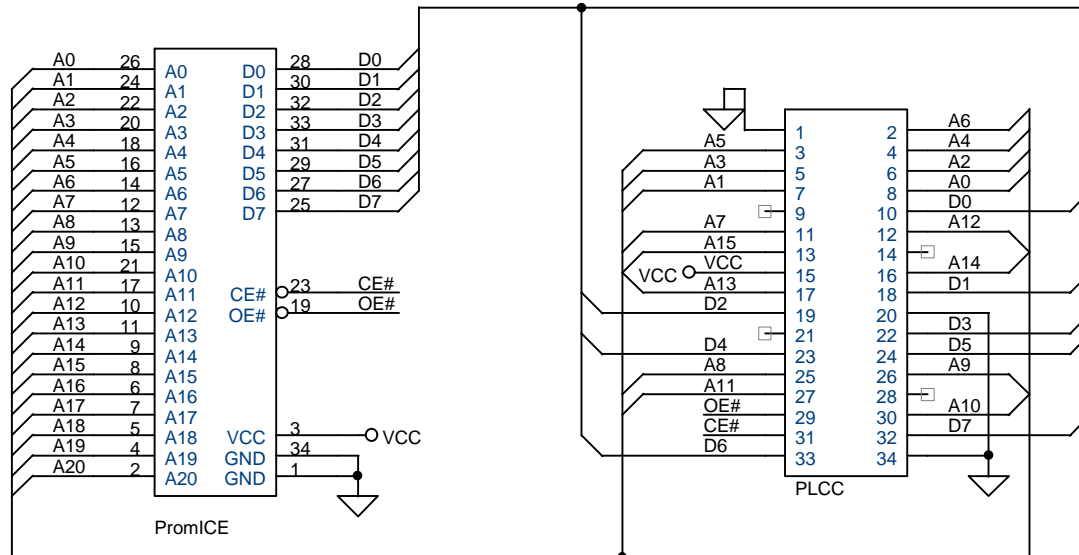 A0 26 A0 D0 28 D0
A1 24 A1 D1 30 D1
A2 22 A2 D2 32 D2
A3 20 A3 D3 33 D3
A4 18 A4 D4 31 D4
A5 16 A5 D5 29 D5
A6 14 A6 D6 27 D6
A7 12 A7 D7 25 D7
A8 13 A8
A9 15 A9
A10 21 A10
A11 17 A11 CE# 23 CE#
A12 10 A12 OE# 19 OE#
A13 11 A13
A14 9 A14
A15 8 A15
A16 6 A16
A17 7 A17
A18 5 A18 VCC 3 VCC
A19 4 A19 GND 34
A20 2 A20 GND 1
PromICE
1 2 A6
A5 3 4 A4
A3 5 6 A2
A1 7 8 A0
9 10 D0
A7 11 12 A12
A15 13 14
VCC VCC 15 16 A14
A13 17 18 D1
D2 19 20
21 22 D3
D4 23 24 D5
A8 25 26 A9
A11 27 28
OE# 29 30 A10
CE# 31 32 D7
D6 33 34
PLCC